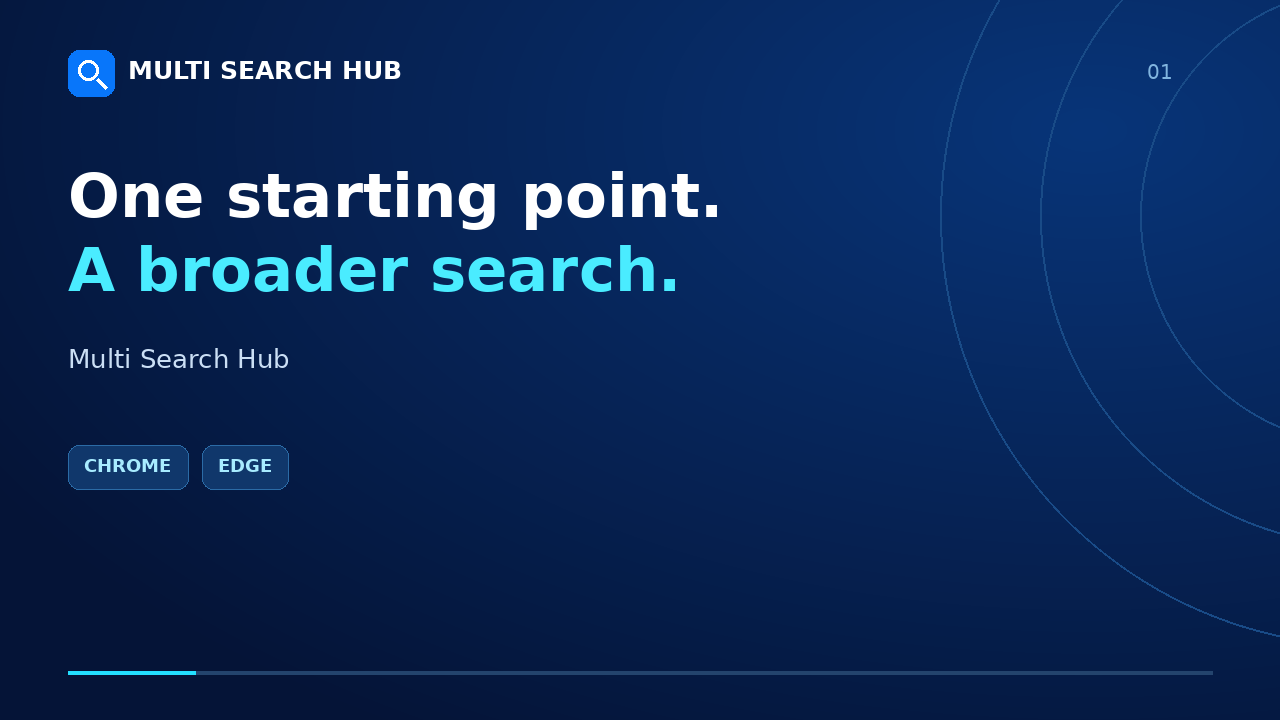 MULTI SEARCH HUB
01
One starting point.
A broader search.
Multi Search Hub
CHROME
EDGE